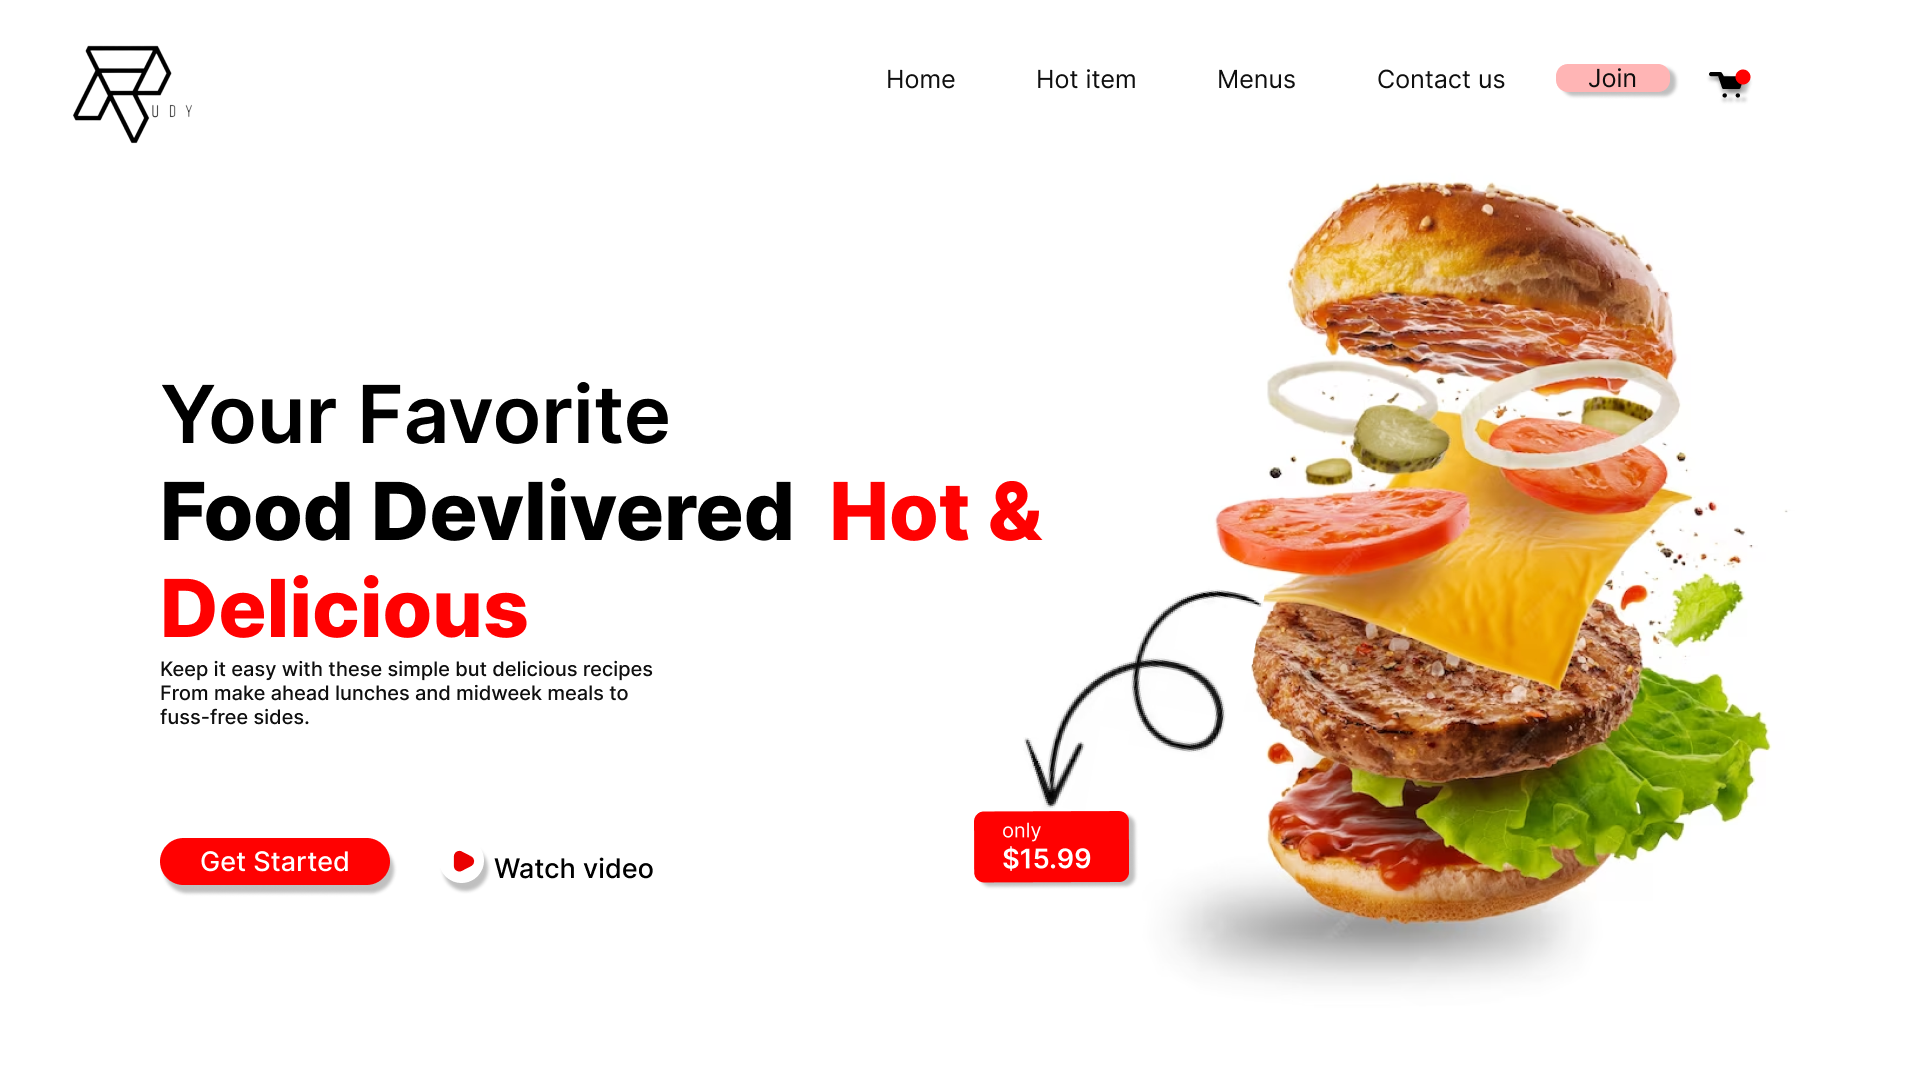 RUDY
Home Hot item Menus Contact us Join
Your Favorite
Food Devlivered Hot &
Delicious
Keep it easy with these simple but delicious recipes
From make ahead lunches and midweek meals to
fuss-free sides.
Get Started
Watch video
only
$15.99